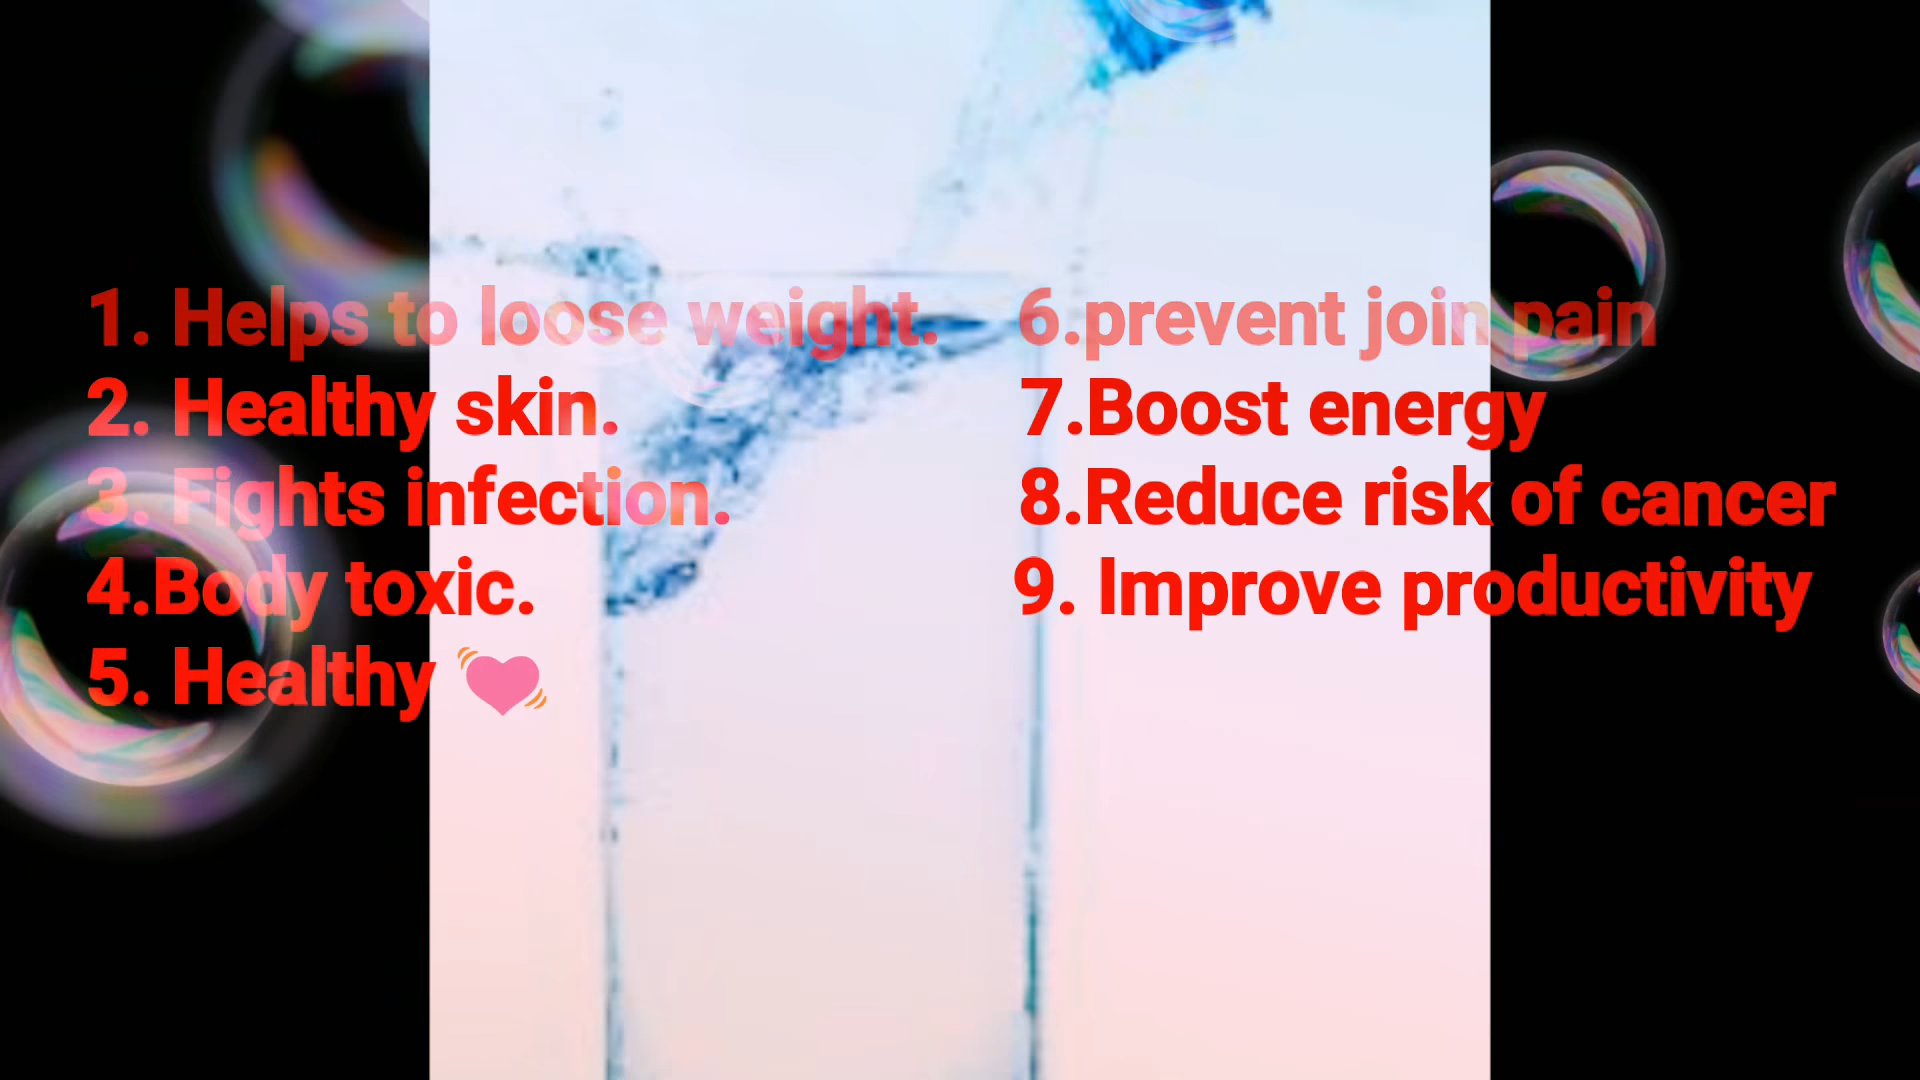 1. Helps to loose weight.
2. Healthy skin.
3. Fights infection.
4.Body toxic.
5. Healthy 💓
6.prevent join pain
7.Boost energy
8.Reduce risk of cancer
9. Improve productivity